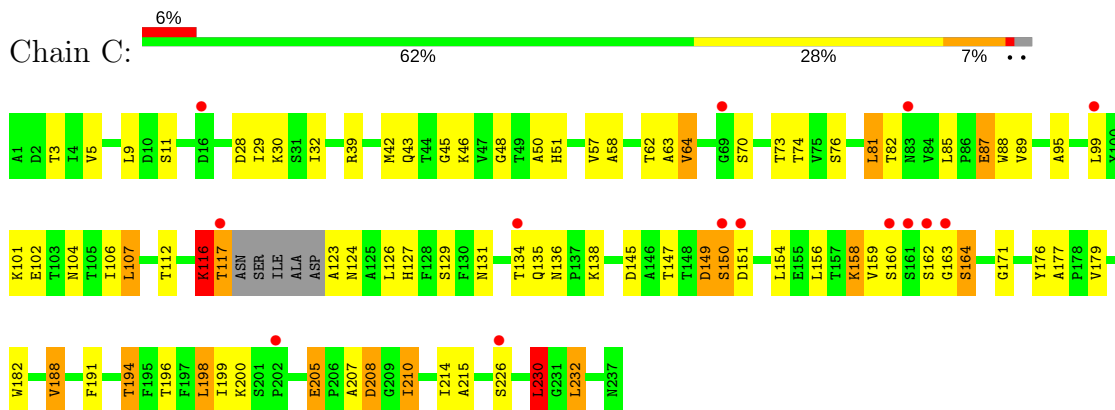 6%
Chain C:
62% 28% 7% • •
A1 D2 T3 I4 V5 L9 D10 S11 D16 D28 I29 K30 S31 I32 R39 M42 Q43 T44 G45 K46 V47 G48 T49 A50 H51 V57 A58 T62 A63 V64 G69 S70 T73 T74 V75 S76 L81 T82 N83 V84 L85 P86 E87 W88 V89 A95 L99 Y100
K101 E102 T103 N104 T105 I106 L107 T112 K116 T117 ASN SER ILE ALA ASP A123 N124 A125 L126 H127 F128 S129 F130 N131 T134 Q135 N136 P137 K138 D145 A146 T147 T148 D149 S150 D151 L154 E155 L156 T157 K158 V159 S160 S161 S162 G163 S164 G171 Y176 A177 P178 V179
W182 V188 F191 T194 F195 T196 F197 L198 I199 K200 S201 P202 E205 P206 A207 D208 G209 I210 I214 A215 S226 L230 G231 L232 N237